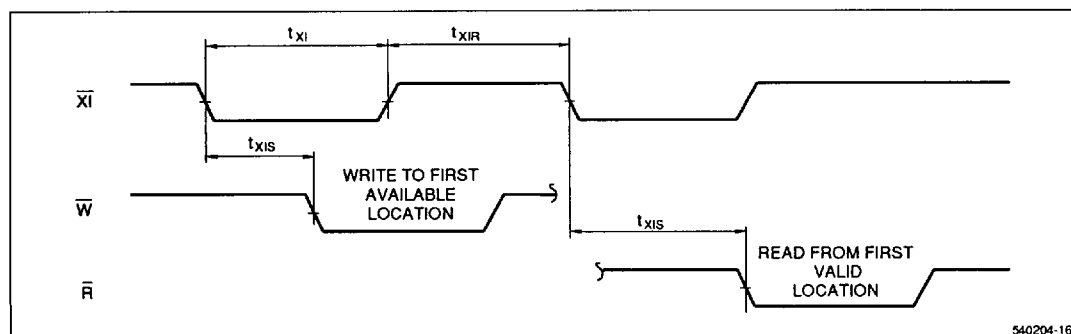 tXI
tXIR
XI
tXIS
WRITE TO FIRST
AVAILABLE
LOCATION
W
tXIS
READ FROM FIRST
VALID
LOCATION
R
540204-16